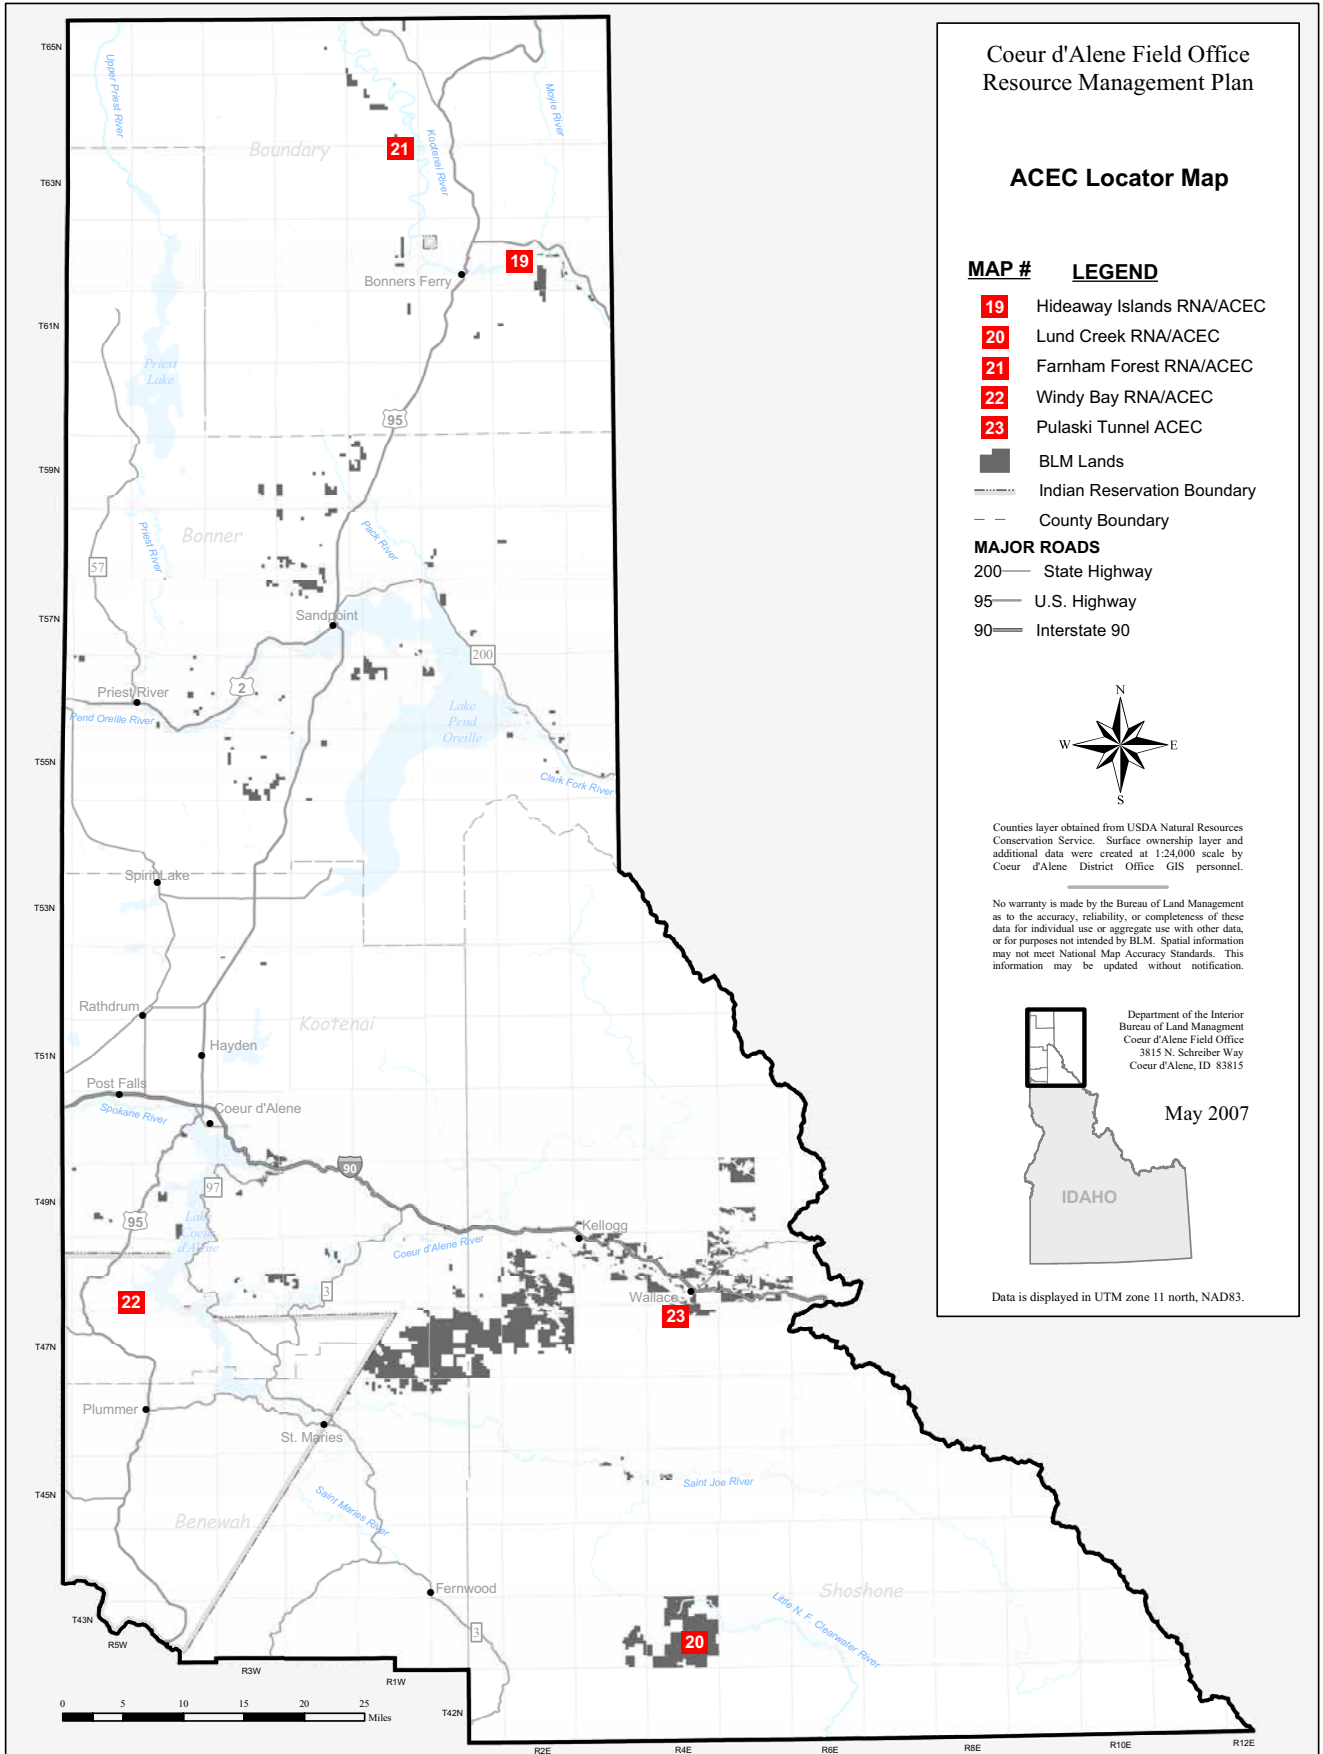 Coeur d'Alene Field Office
Resource Management Plan
ACEC Locator Map
MAP # LEGEND
19 Hideaway Islands RNA/ACEC
20 Lund Creek RNA/ACEC
21 Farnham Forest RNA/ACEC
22 Windy Bay RNA/ACEC
23 Pulaski Tunnel ACEC
BLM Lands
Indian Reservation Boundary
County Boundary
MAJOR ROADS
200 State Highway
95 U.S. Highway
90 Interstate 90
N
W E
S
Counties layer obtained from USDA Natural Resources
Conservation Service. Surface ownership layer and
additional data were created at 1:24,000 scale by
Coeur d'Alene District Office GIS personnel.
No warranty is made by the Bureau of Land Management
as to the accuracy, reliability, or completeness of these
data for individual use or aggregate use with other data,
or for purposes not intended by BLM. Spatial information
may not meet National Map Accuracy Standards. This
information may be updated without notification.
Department of the Interior
Bureau of Land Managment
Coeur d'Alene Field Office
3815 N. Schreiber Way
Coeur d'Alene, ID 83815
May 2007
IDAHO
Data is displayed in UTM zone 11 north, NAD83.
T65N
Upper Priest River
Moyie River
Kootenai River
Boundary
21
T63N
19
Bonners Ferry
T61N
Priest
Lake
95
T59N
Bonner
Priest River
Pack River
57
T57N
Sandpoint
200
2
Priest River
Pend Oreille River
Lake
Pend
Oreille
T55N
Clark Fork River
Spirit Lake
T53N
Rathdrum
Kootenai
Hayden
T51N
Post Falls
Spokane River
Coeur d'Alene
90
97
T49N
95
Lake
Coeur
d'Alene
Coeur d'Alene River
Kellogg
3
22
Wallace
23
T47N
Plummer
St. Maries
Saint Joe River
T45N
Saint Maries River
Benewah
Fernwood
Shoshone
Little N. F. Clearwater River
T43N
R5W
3
20
R3W
R1W
T42N
0 5 10 15 20 25
Miles
R2E
R4E
R6E
R8E
R10E
R12E